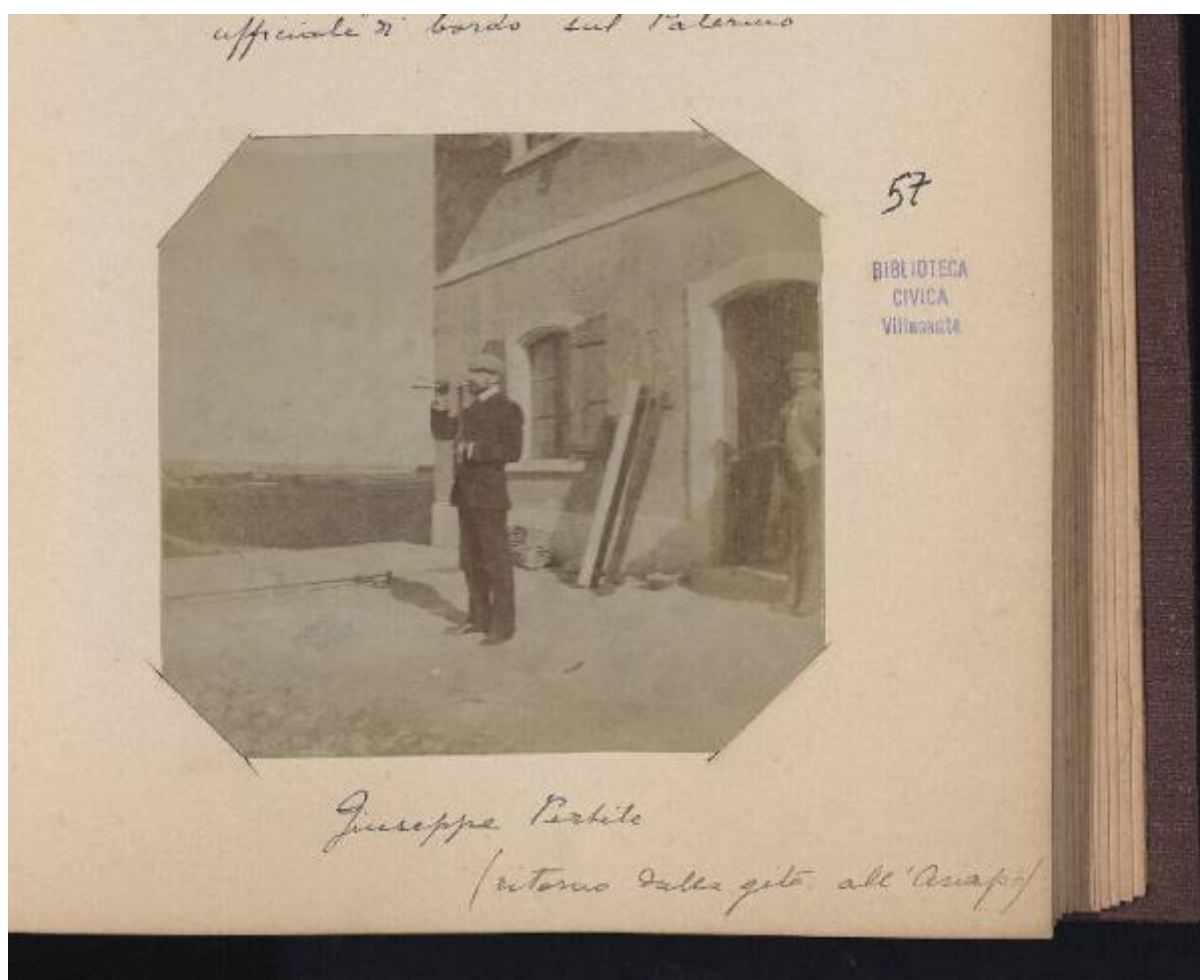 ufficiale di bordo sul Palermo
57
BIBLIOTECA
CIVICA
Giuseppe Pertile
(ritorno dalla gita all'Anapo)